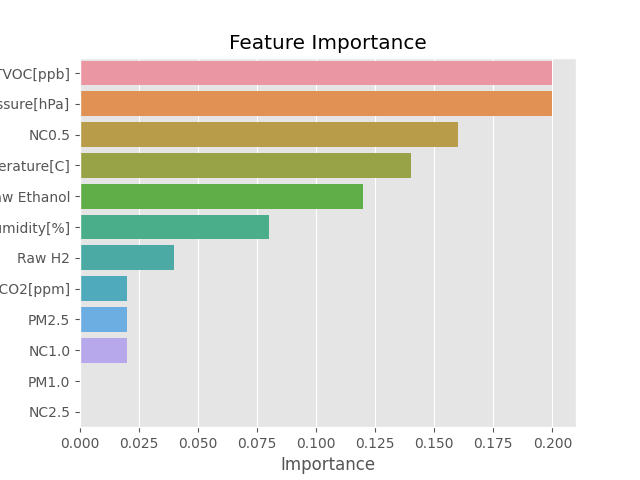 Feature Importance
TVOC[ppb]
ssure[hPa]
NC0.5
erature[C]
aw Ethanol
umidity[%]
Raw H2
CO2[ppm]
PM2.5
NC1.0
PM1.0
NC2.5
0.000 0.025 0.050 0.075 0.100 0.125 0.150 0.175 0.200
Importance